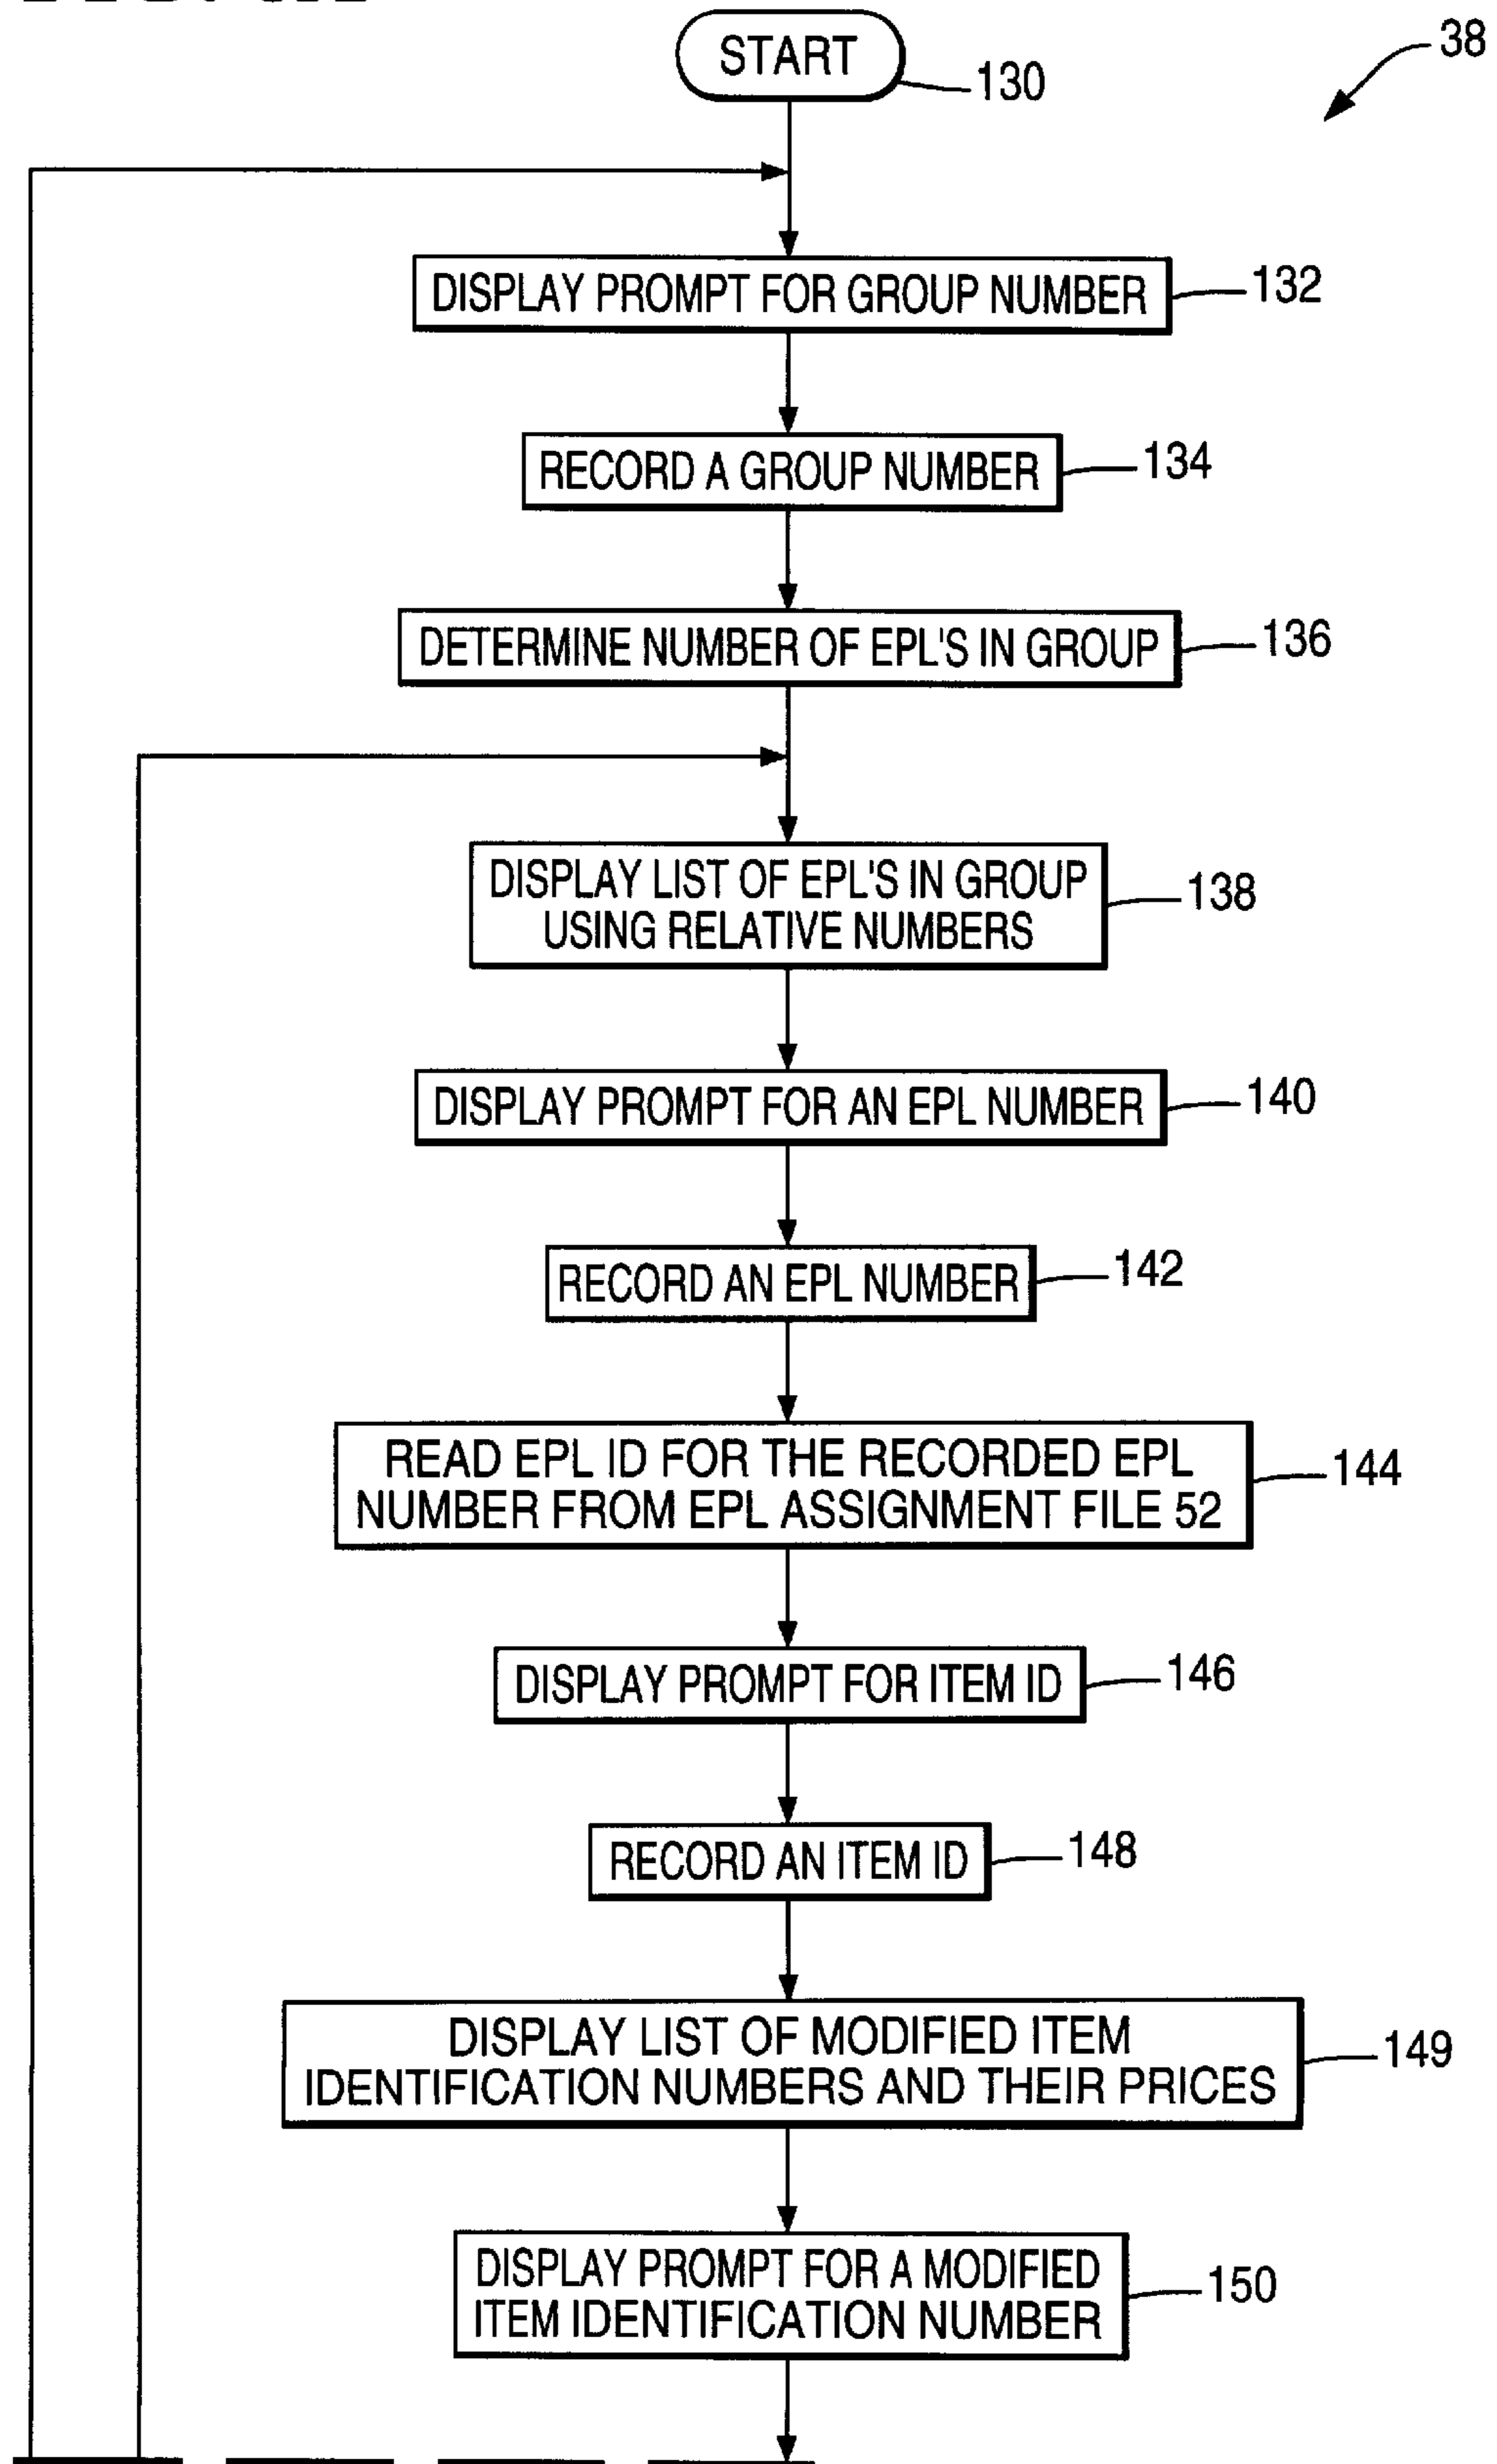 START
130
38
DISPLAY PROMPT FOR GROUP NUMBER
132
RECORD A GROUP NUMBER
134
DETERMINE NUMBER OF EPL'S IN GROUP
136
DISPLAY LIST OF EPL'S IN GROUP
USING RELATIVE NUMBERS
138
DISPLAY PROMPT FOR AN EPL NUMBER
140
RECORD AN EPL NUMBER
142
READ EPL ID FOR THE RECORDED EPL
NUMBER FROM EPL ASSIGNMENT FILE 52
144
DISPLAY PROMPT FOR ITEM ID
146
RECORD AN ITEM ID
148
DISPLAY LIST OF MODIFIED ITEM
IDENTIFICATION NUMBERS AND THEIR PRICES
149
DISPLAY PROMPT FOR A MODIFIED
ITEM IDENTIFICATION NUMBER
150